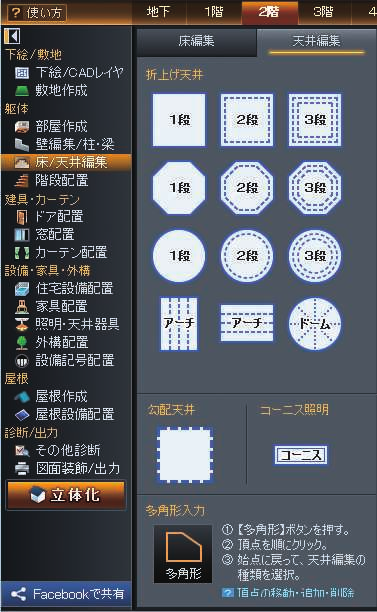 ? 使い方
地下 1階 2階 3階 4
床編集 天井編集
下絵/敷地
下絵/CADレイヤ
敷地作成
躯体
部屋作成
壁編集/柱・梁
床/天井編集
階段配置
建具・カーテン
ドア配置
窓配置
カーテン配置
設備・家具・外構
住宅設備配置
家具配置
照明・天井器具
外構配置
設備記号配置
屋根
屋根作成
屋根設備配置
診断/出力
その他診断
図面装飾/出力
立体化
Facebookで共有
折上げ天井
1段 2段 3段
1段 2段 3段
1段 2段 3段
アーチ アーチ ドーム
勾配天井 コーニス照明
コーニス
多角形入力
多角形
① 【多角形】ボタンを押す。
② 頂点を順にクリック。
③ 始点に戻って、天井編集の
種類を選択。
? 頂点の移動・追加・削除